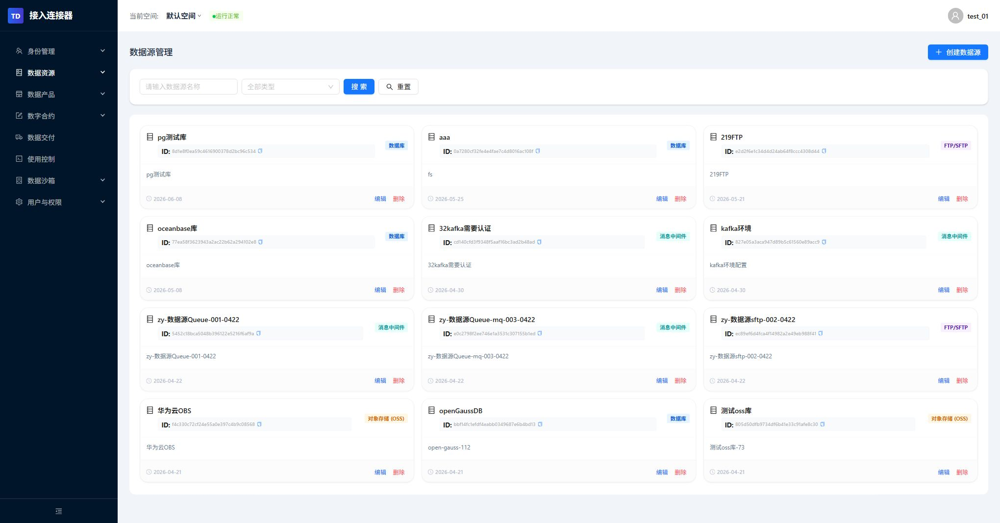 TD 接入连接器
当前空间: 默认空间 运行正常
test_01
身份管理
数据资源
数据产品
数字合约
数据交付
使用控制
数据沙箱
用户与权限
数据源管理
创建数据源
请输入数据源名称 全部类型 搜 索 重置
pg测试库
数据库
ID: 8d1e8f0ea59c4616900378d2bc96c534
pg测试库
2026-06-08 编辑 删除
aaa
数据库
ID: 0a7280cf32fe4e4fae7c4d8016ac108f
fs
2026-05-25 编辑 删除
219FTP
FTP/SFTP
ID: e2d2f6e1c34d4d24ab64f8ccc4308d44
219FTP
2026-05-21 编辑 删除
oceanbase库
数据库
ID: 77ea58f3623943a2ac22b62a294102e8
oceanbase库
2026-05-08 编辑 删除
32kafka需要认证
消息中间件
ID: cd140cfd3f9348f5aaf16bc3ad2b48ad
32kafka需要认证
2026-04-30 编辑 删除
kafka环境
消息中间件
ID: 827e05a3aca947d89b5c61560e89acc9
kafka环境配置
2026-04-30 编辑 删除
zy-数据源Queue-001-0422
消息中间件
ID: 5452c18bca5048b396122e5216f6af9a
zy-数据源Queue-001-0422
2026-04-22 编辑 删除
zy-数据源Queue-mq-003-0422
消息中间件
ID: e0c2798f2ee746e1a3531c307155b1ed
zy-数据源Queue-mq-003-0422
2026-04-22 编辑 删除
zy-数据源sftp-002-0422
FTP/SFTP
ID: ec89ef6d4fca4f14982a2e49eb988f41
zy-数据源sftp-002-0422
2026-04-22 编辑 删除
华为云OBS
对象存储 (OSS)
ID: f4c330c72cf24e55a0e397c4b9c08568
华为云OBS
2026-04-21 编辑 删除
openGaussDB
数据库
ID: bbf14fc1efdf4eabb0349687e6b4bd13
open-gauss-112
2026-04-21 编辑 删除
测试oss库
对象存储 (OSS)
ID: 805d50dfb9734df6b41e33c91afe8c30
测试oss库-73
2026-04-21 编辑 删除